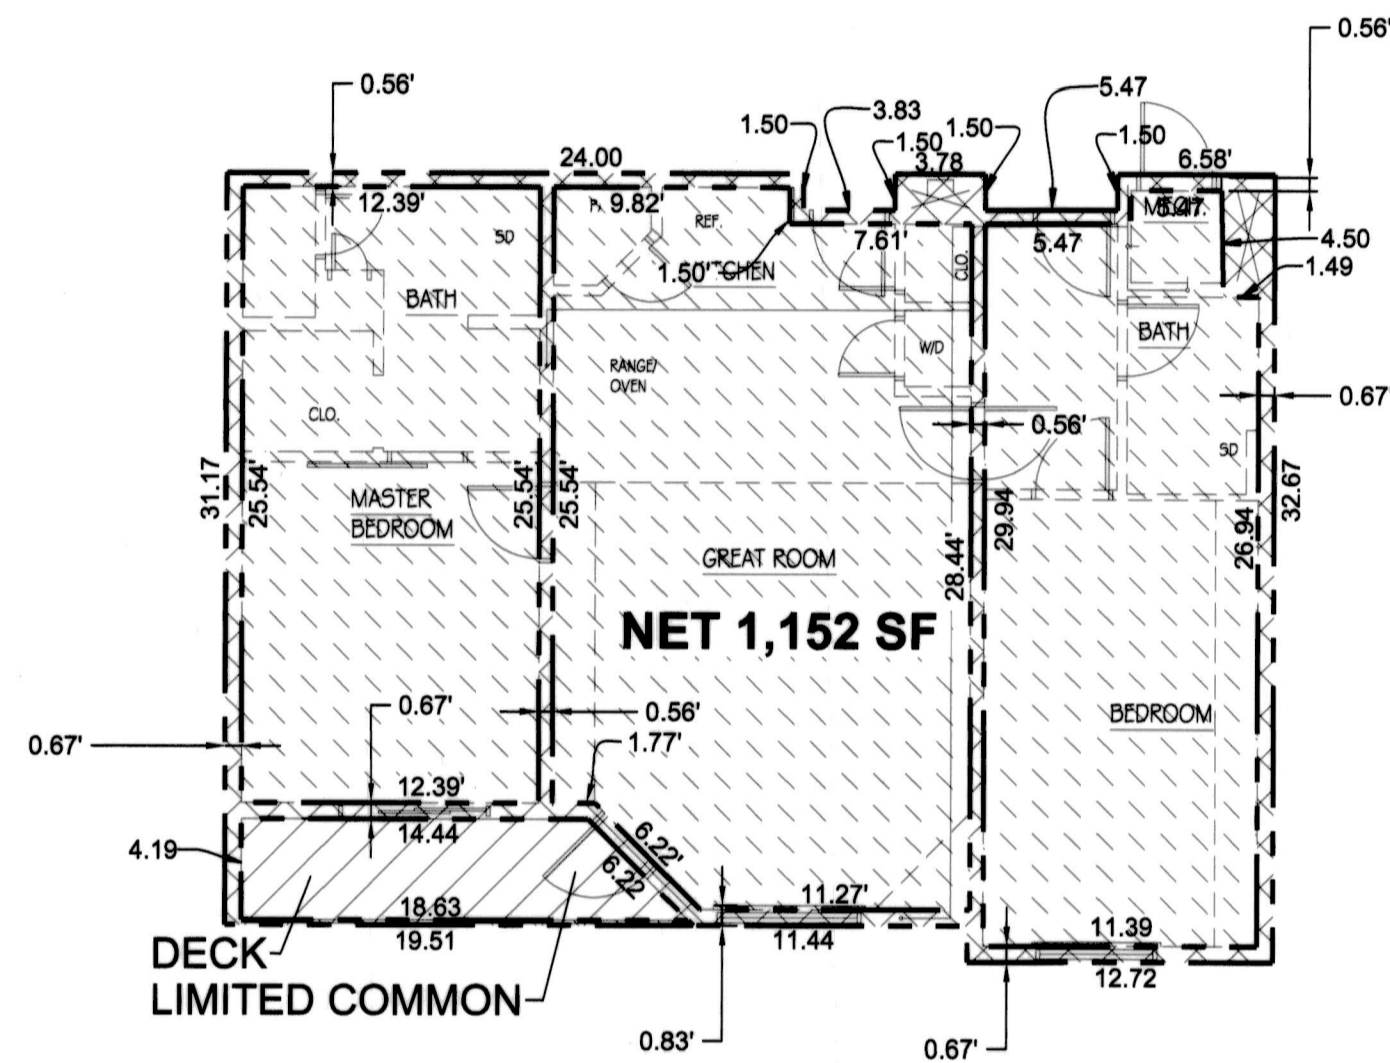 0.56'
0.56'
5.47
3.83
1.50
1.50
1.50
1.50
24.00
3.78
6.58'
12.39'
P.
9.82'
REF.
7.61'
5.47
MECH.
5.47
4.50
1.49
SD
1.50'
KITCHEN
CLO.
BATH
BATH
RANGE/
OVEN
W/D
0.67'
CLO.
0.56'
SD
31.17
25.54'
MASTER
BEDROOM
25.54'
25.54'
29.94
26.94
32.67
GREAT ROOM
28.44'
NET 1,152 SF
0.67'
0.56'
BEDROOM
0.67'
1.77'
12.39'
14.44
4.19
6.22'
6.22
18.63
19.51
11.27'
11.44
11.39
12.72
DECK
LIMITED COMMON
0.83'
0.67'